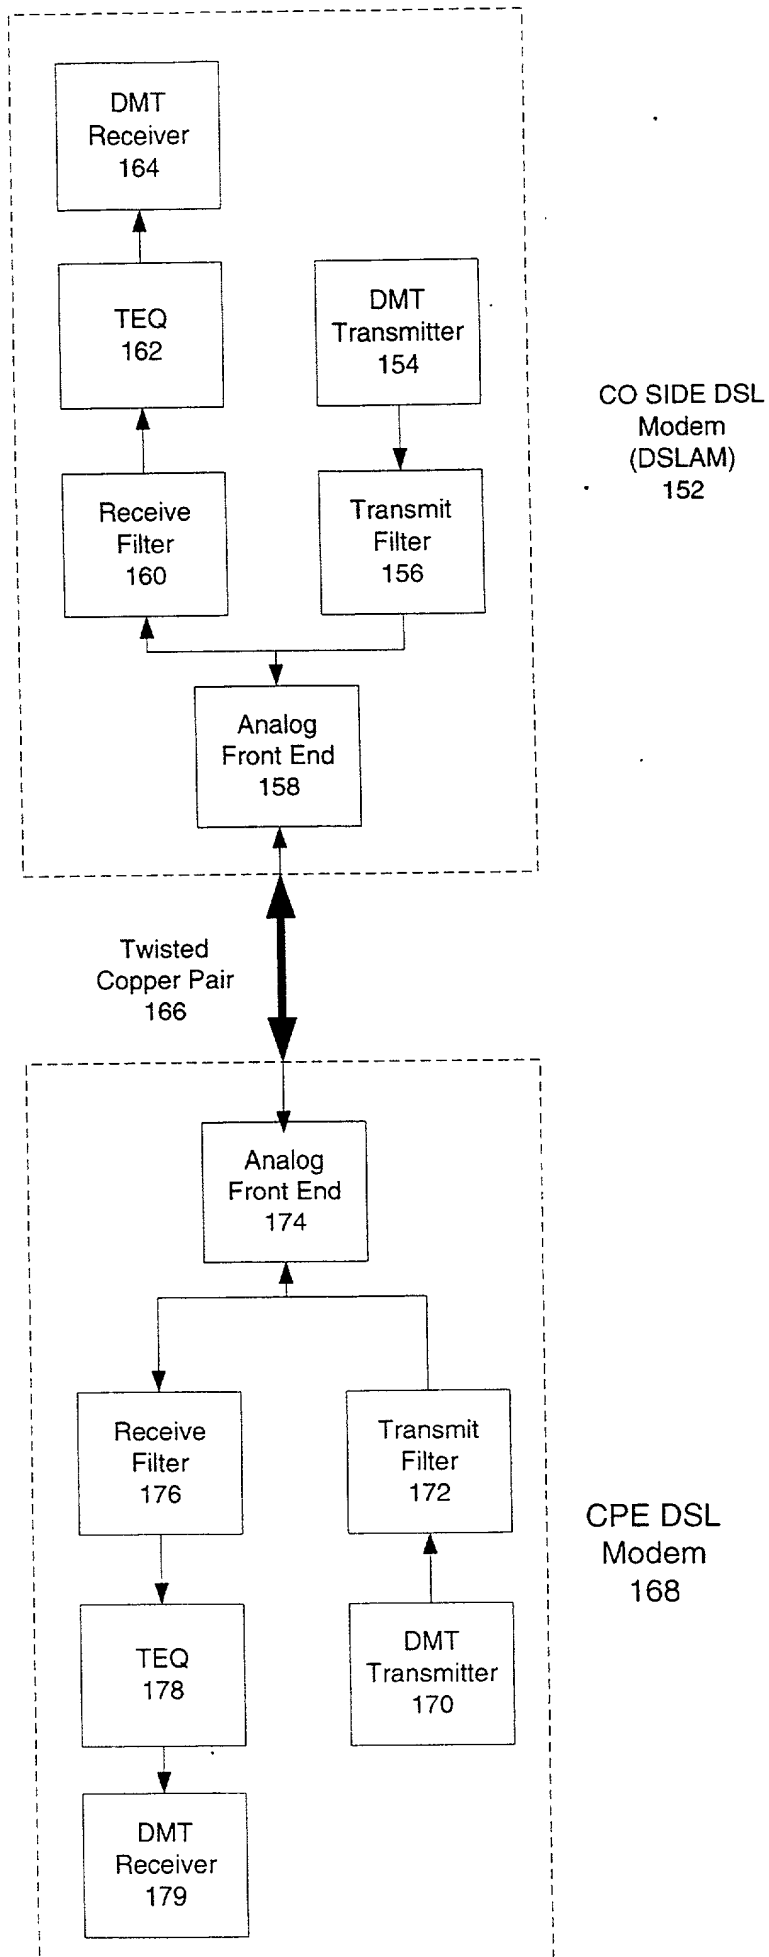 DMT
Receiver
164
TEQ
162
DMT
Transmitter
154
CO SIDE DSL
Modem
(DSLAM)
152
Receive
Filter
160
Transmit
Filter
156
Analog
Front End
158
Twisted
Copper Pair
166
Analog
Front End
174
Receive
Filter
176
Transmit
Filter
172
CPE DSL
Modem
168
TEQ
178
DMT
Transmitter
170
DMT
Receiver
179